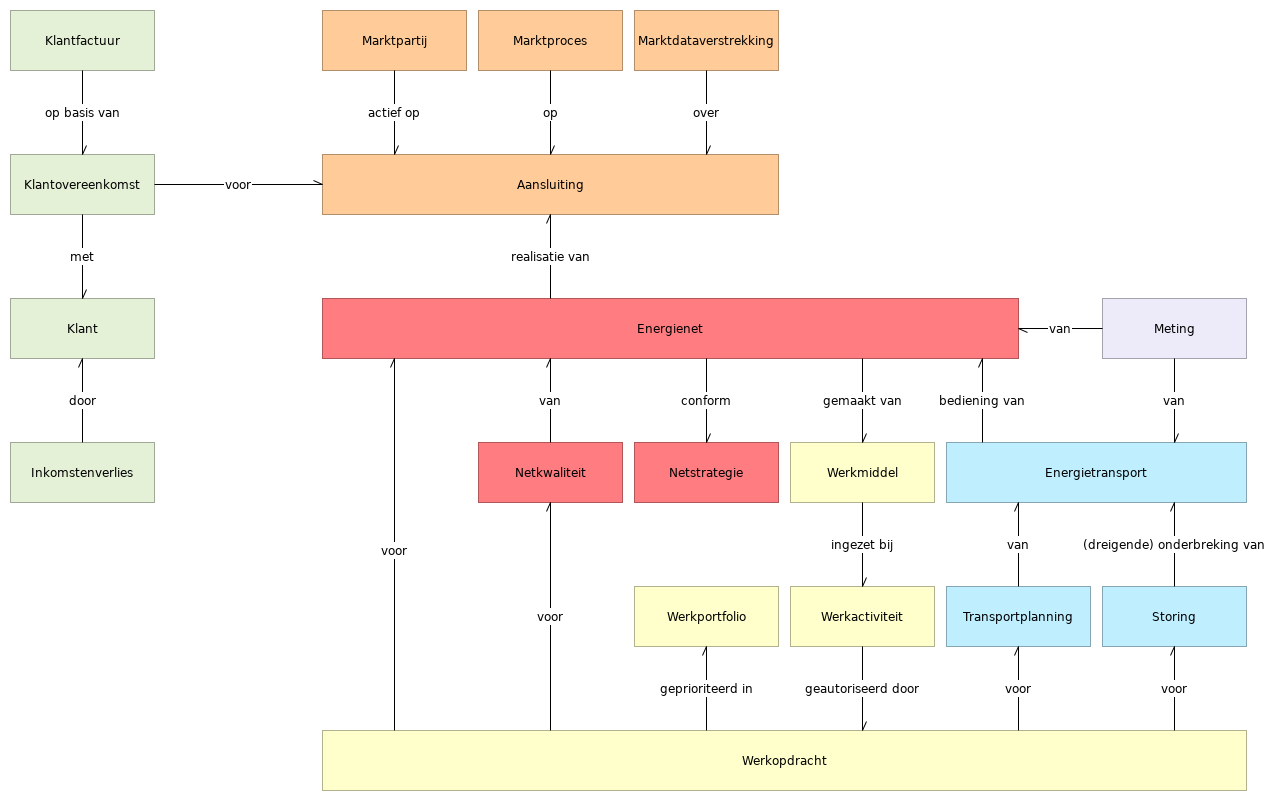 Klantfactuur
Marktpartij
Marktproces
Marktdataverstrekking
op basis van
actief op
op
over
Klantovereenkomst
voor
Aansluiting
met
realisatie van
Klant
Energienet
van
Meting
door
van
conform
gemaakt van
bediening van
van
Inkomstenverlies
Netkwaliteit
Netstrategie
Werkmiddel
Energietransport
voor
ingezet bij
van
(dreigende) onderbreking van
voor
Werkportfolio
Werkactiviteit
Transportplanning
Storing
geprioriteerd in
geautoriseerd door
voor
voor
Werkopdracht